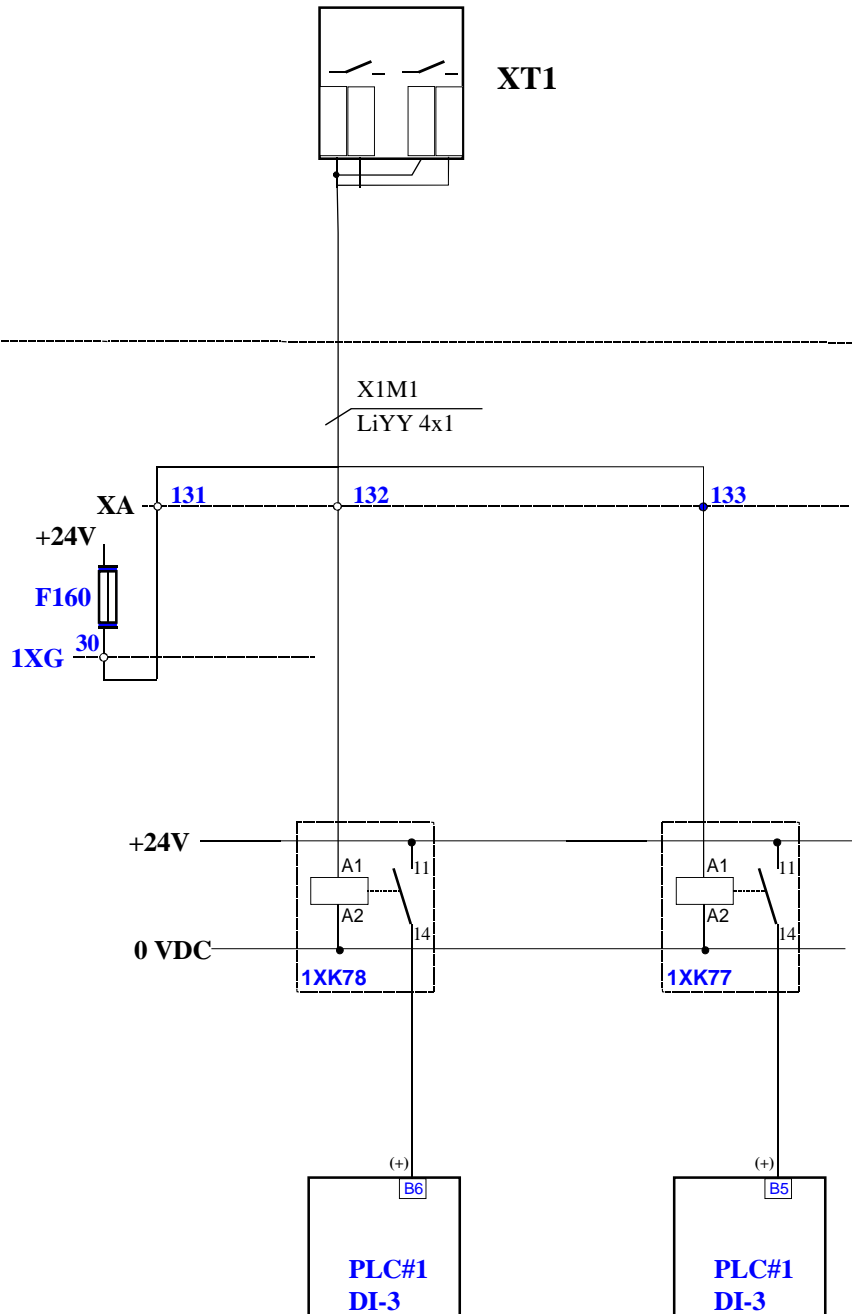 XT1
X1M1
LiYY 4x1
XA
131
132
133
+24V
F160
30
1XG
+24V
A1
11
A1
11
A2
14
A2
14
0 VDC
1XK78
1XK77
(+)
(+)
B6
B5
PLC#1
PLC#1
DI-3
DI-3